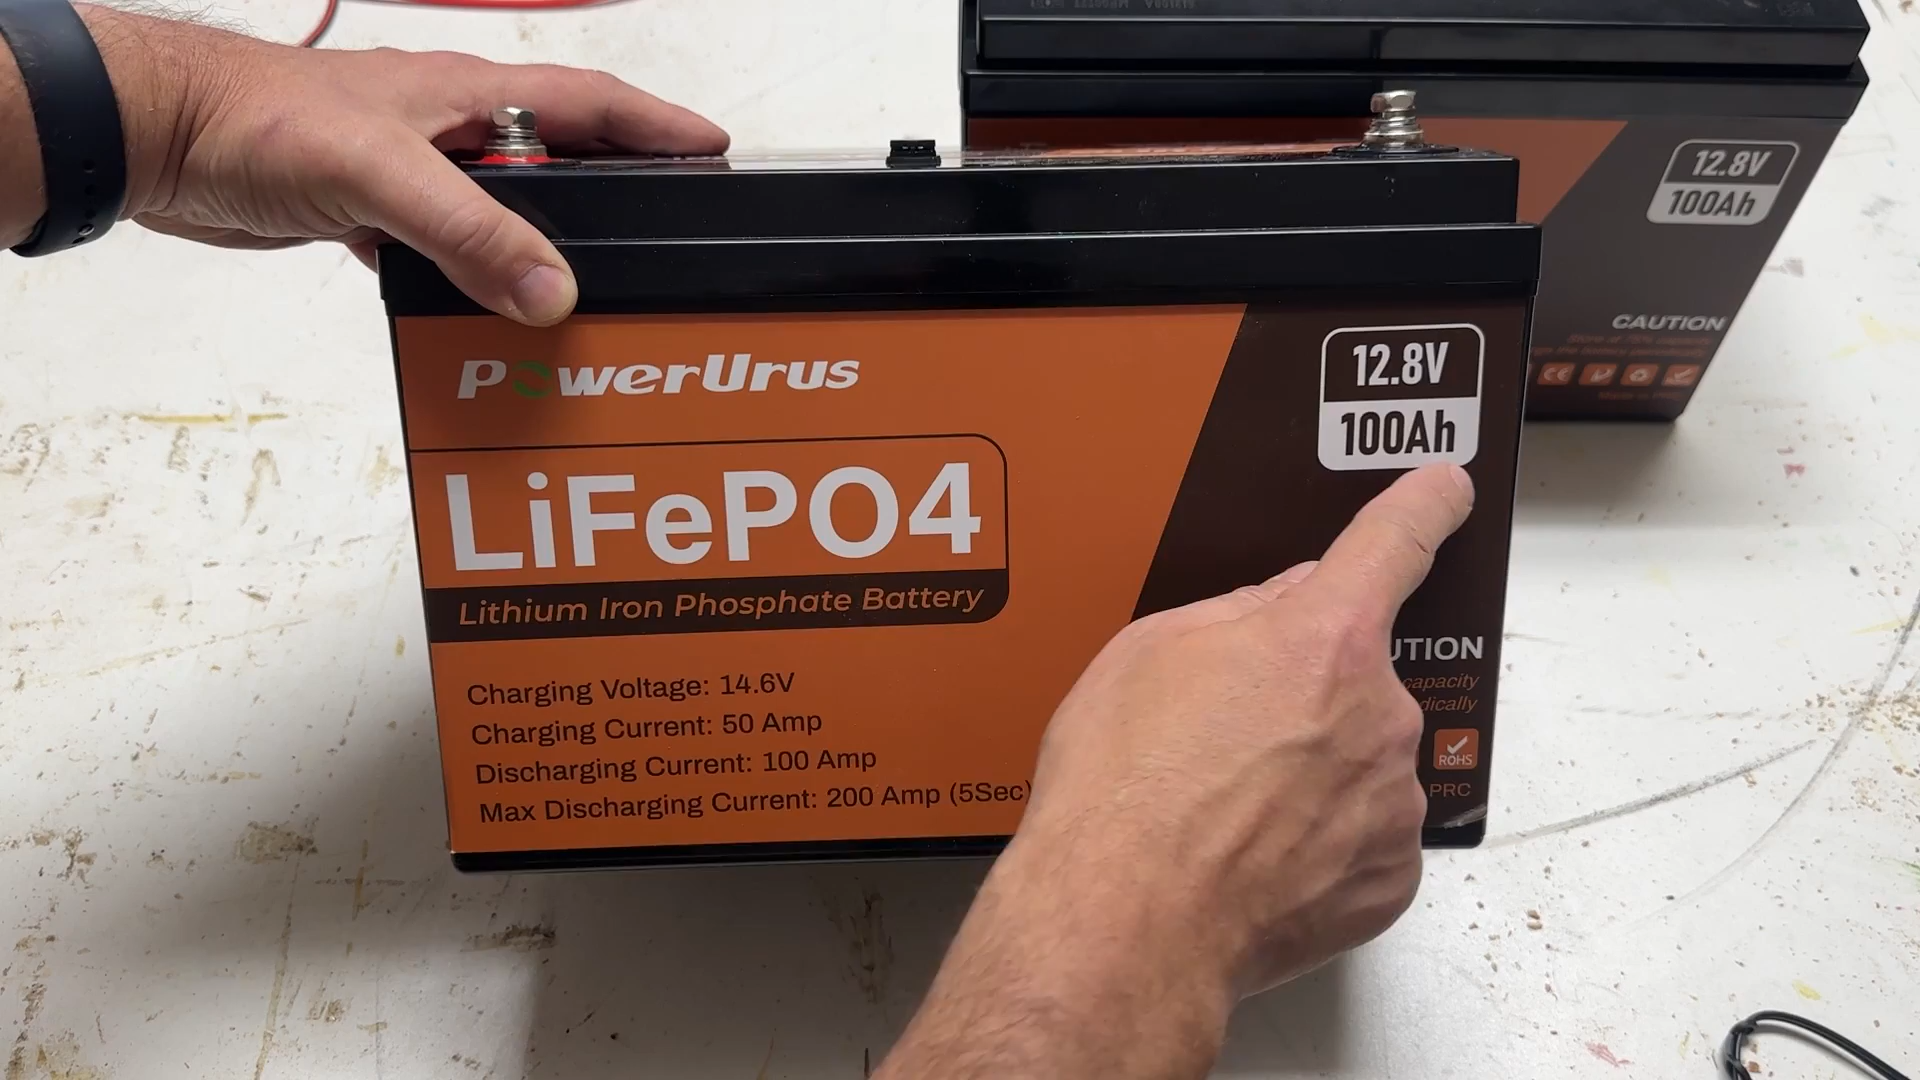 PowerUrus
LiFePO4
Lithium Iron Phosphate Battery
Charging Voltage: 14.6V
Charging Current: 50 Amp
Discharging Current: 100 Amp
Max Discharging Current: 200 Amp (5Sec)
12.8V
100Ah
UTION
capacity
dically
ROHS
PRC
12.8V
100Ah
CAUTION